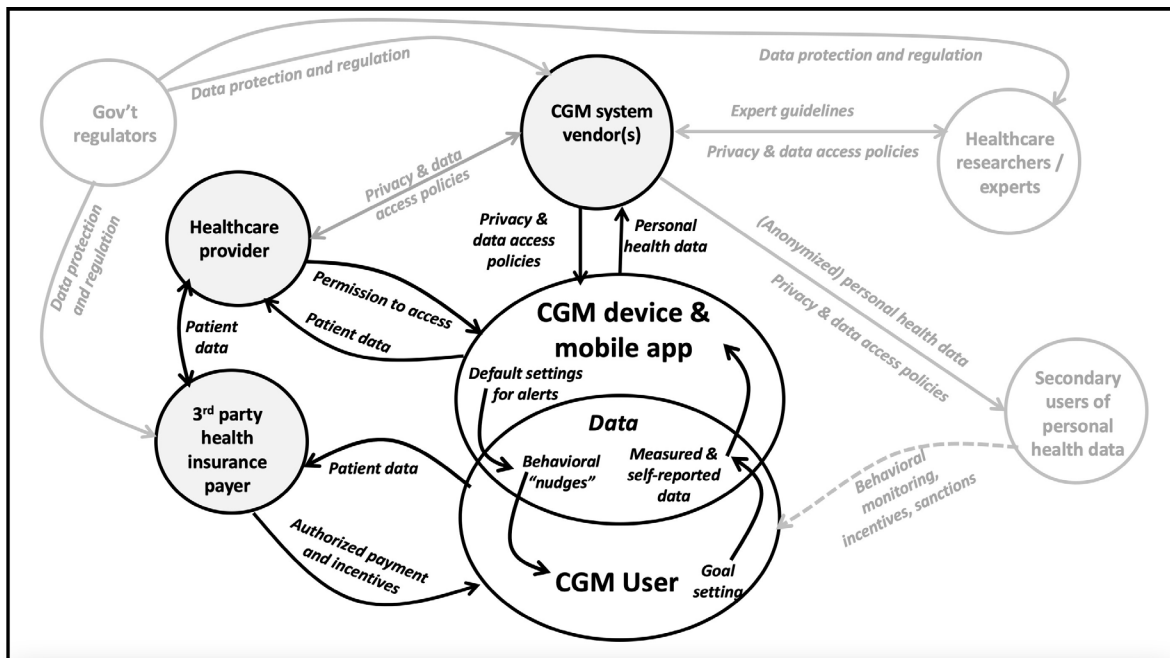 Data protection and regulation
Data protection and regulation
Gov't
regulators
CGM system
vendor(s)
Expert guidelines
Privacy & data access policies
Healthcare
researchers /
experts
Privacy & data
access policies
Healthcare
provider
Data protection
and regulation
Privacy &
data access
policies
Personal
health data
(Anonymized) personal health data
Privacy & data access policies
Permission to access
Patient data
Patient
data
CGM device &
mobile app
Default settings
for alerts
Secondary
users of
personal
health data
3rd party
health
insurance
payer
Data
Patient data
Behavioral
“nudges”
Measured &
self-reported
data
Behavioral
monitoring,
incentives, sanctions
Authorized payment
and incentives
CGM User
Goal
setting